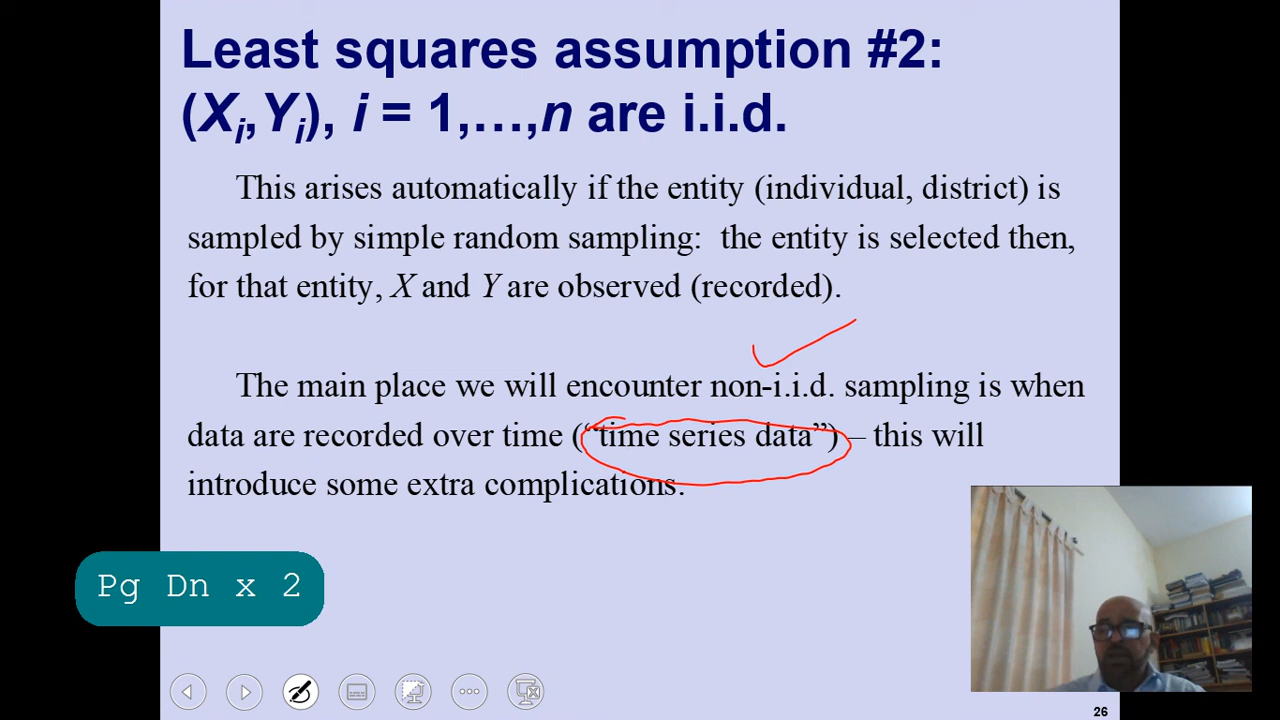 Least squares assumption #2:
(Xi,Yi), i = 1,…,n are i.i.d.
This arises automatically if the entity (individual, district) is
sampled by simple random sampling:  the entity is selected then,
for that entity, X and Y are observed (recorded).
The main place we will encounter non-i.i.d. sampling is when
data are recorded over time (“time series data”) – this will
introduce some extra complications.
Pg Dn x 2
26